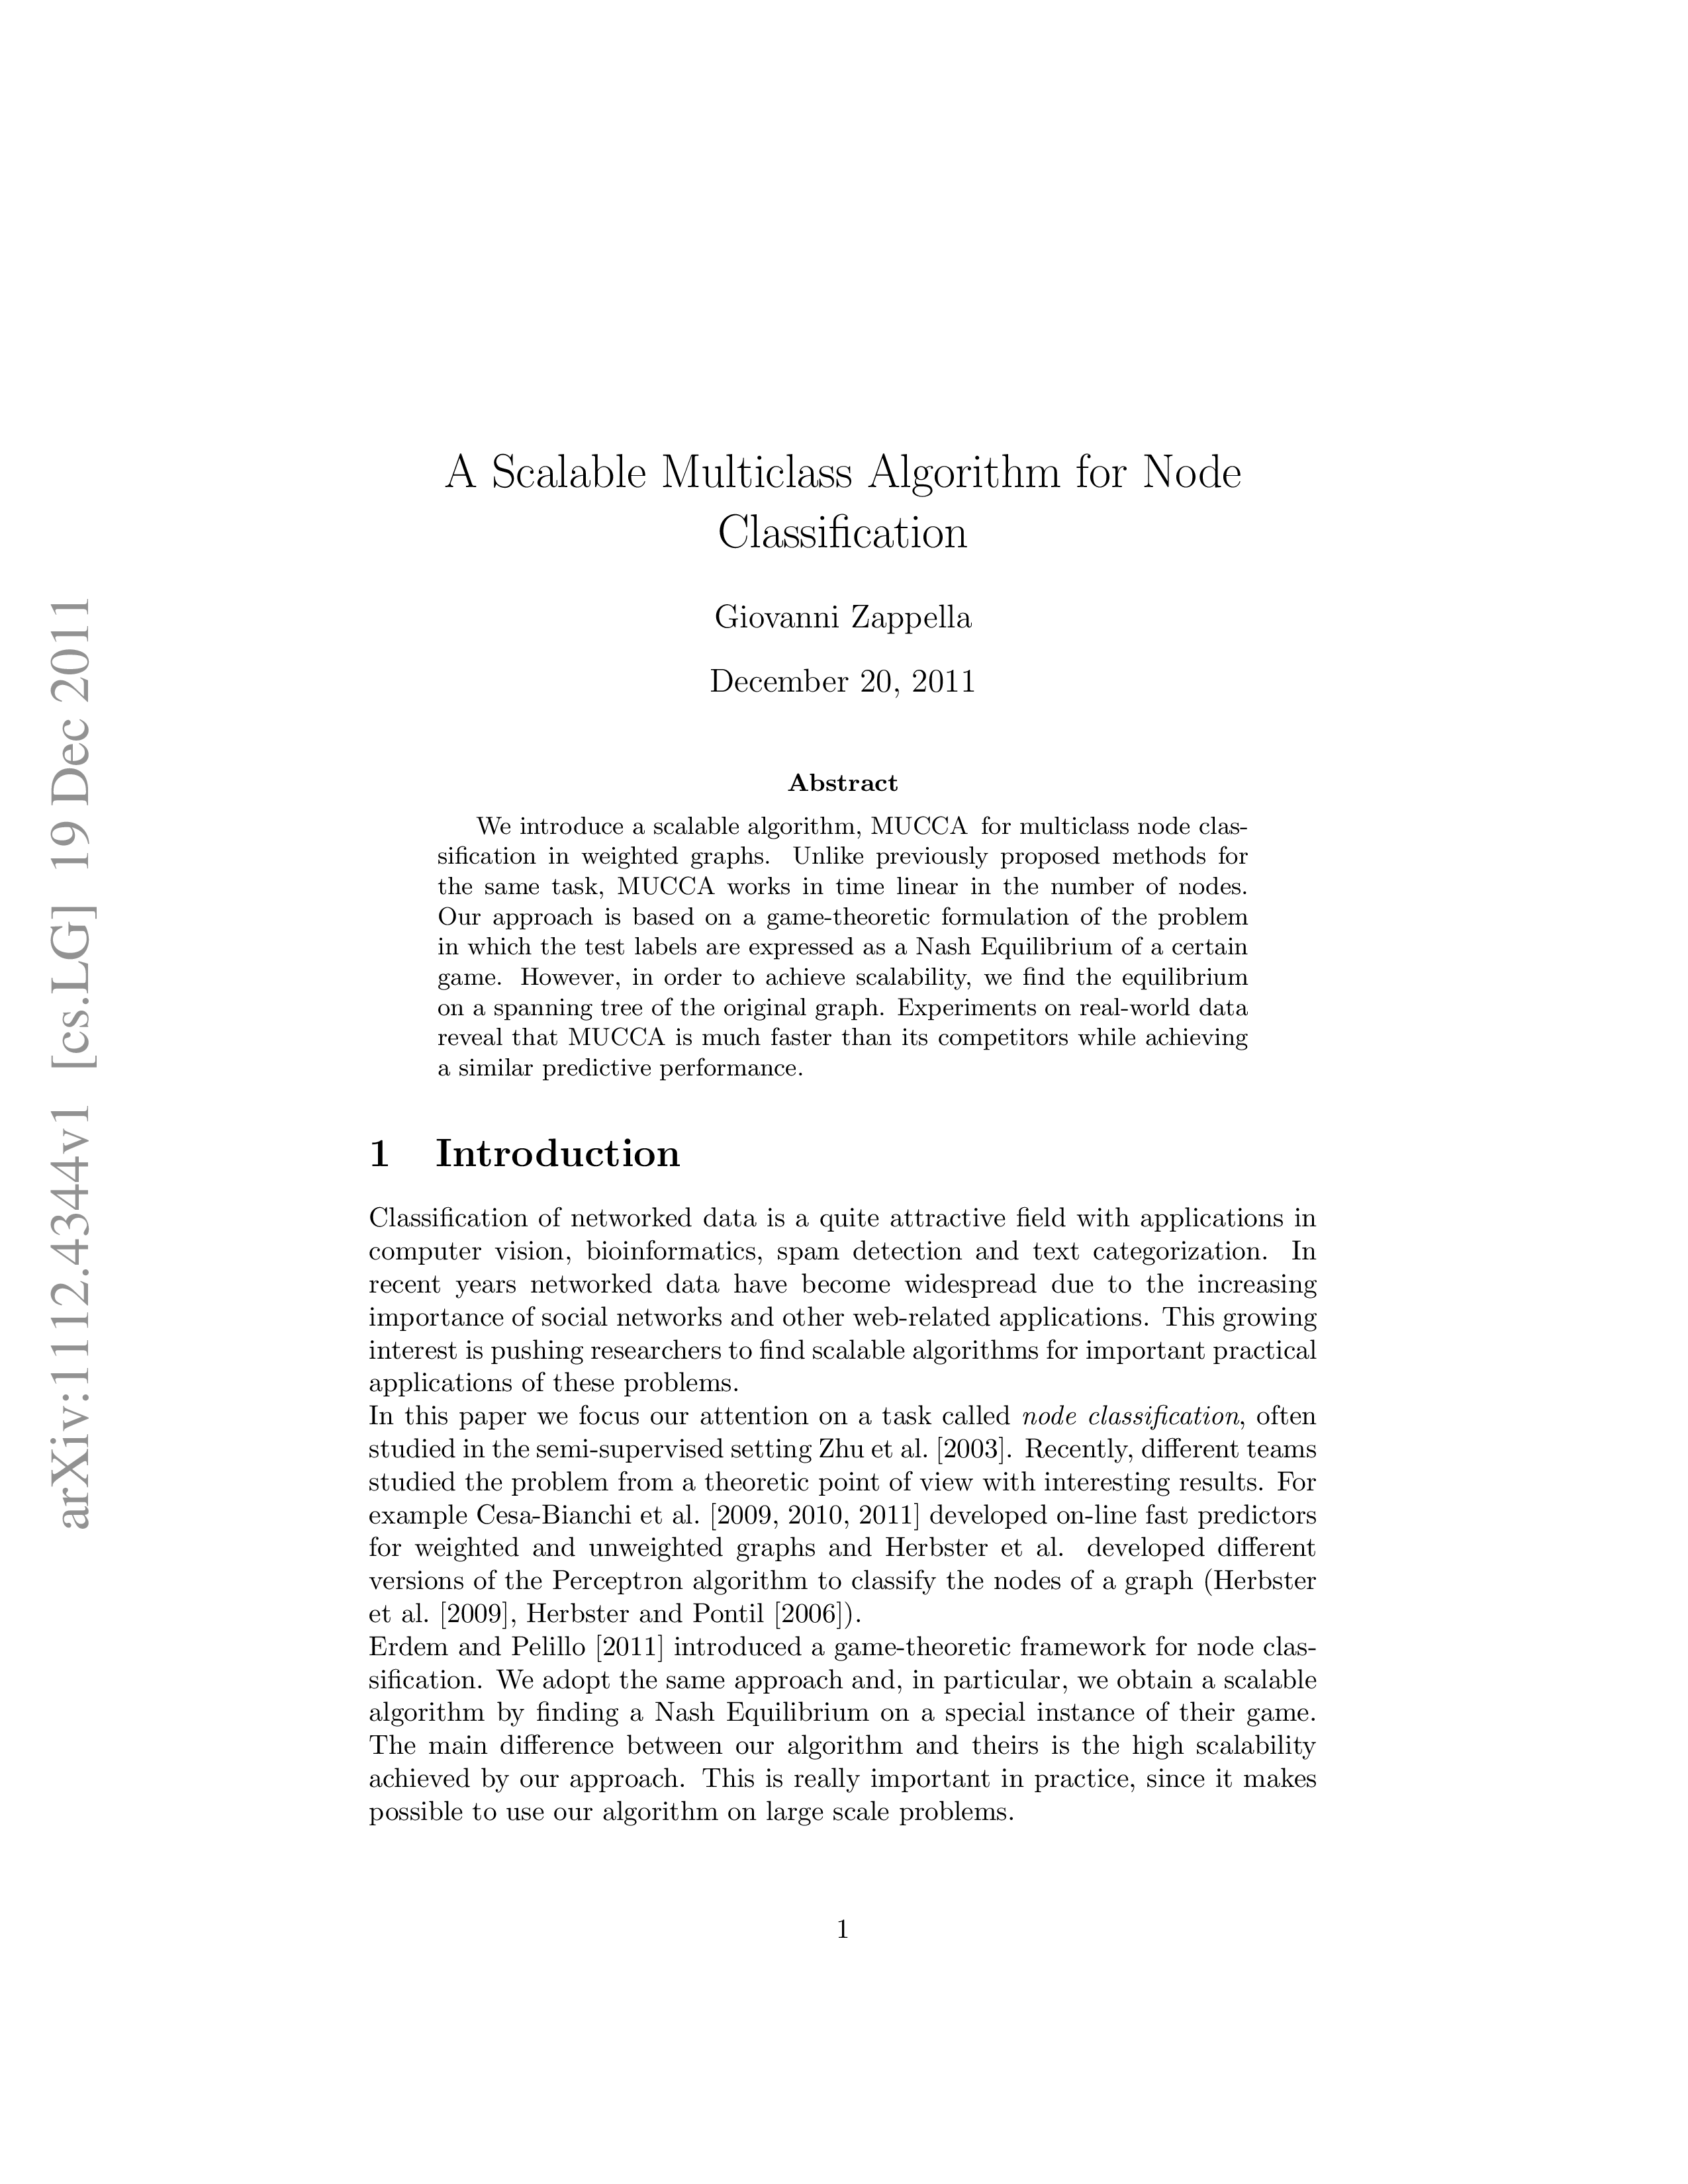 arXiv:1112.4344v1  [cs.LG]  19 Dec 2011
A Scalable Multiclass Algorithm for Node
Classification
Giovanni Zappella
December 20, 2011
Abstract
We introduce a scalable algorithm, MUCCA for multiclass node clas-
sification in weighted graphs. Unlike previously proposed methods for
the same task, MUCCA works in time linear in the number of nodes.
Our approach is based on a game-theoretic formulation of the problem
in which the test labels are expressed as a Nash Equilibrium of a certain
game. However, in order to achieve scalability, we find the equilibrium
on a spanning tree of the original graph. Experiments on real-world data
reveal that MUCCA is much faster than its competitors while achieving
a similar predictive performance.
1 Introduction
Classification of networked data is a quite attractive field with applications in
computer vision, bioinformatics, spam detection and text categorization. In
recent years networked data have become widespread due to the increasing
importance of social networks and other web-related applications. This growing
interest is pushing researchers to find scalable algorithms for important practical
applications of these problems.
In this paper we focus our attention on a task called node classification, often
studied in the semi-supervised setting Zhu et al. [2003]. Recently, different teams
studied the problem from a theoretic point of view with interesting results. For
example Cesa-Bianchi et al. [2009, 2010, 2011] developed on-line fast predictors
for weighted and unweighted graphs and Herbster et al. developed different
versions of the Perceptron algorithm to classify the nodes of a graph (Herbster
et al. [2009], Herbster and Pontil [2006]).
Erdem and Pelillo [2011] introduced a game-theoretic framework for node clas-
sification. We adopt the same approach and, in particular, we obtain a scalable
algorithm by finding a Nash Equilibrium on a special instance of their game.
The main difference between our algorithm and theirs is the high scalability
achieved by our approach. This is really important in practice, since it makes
possible to use our algorithm on large scale problems.
1